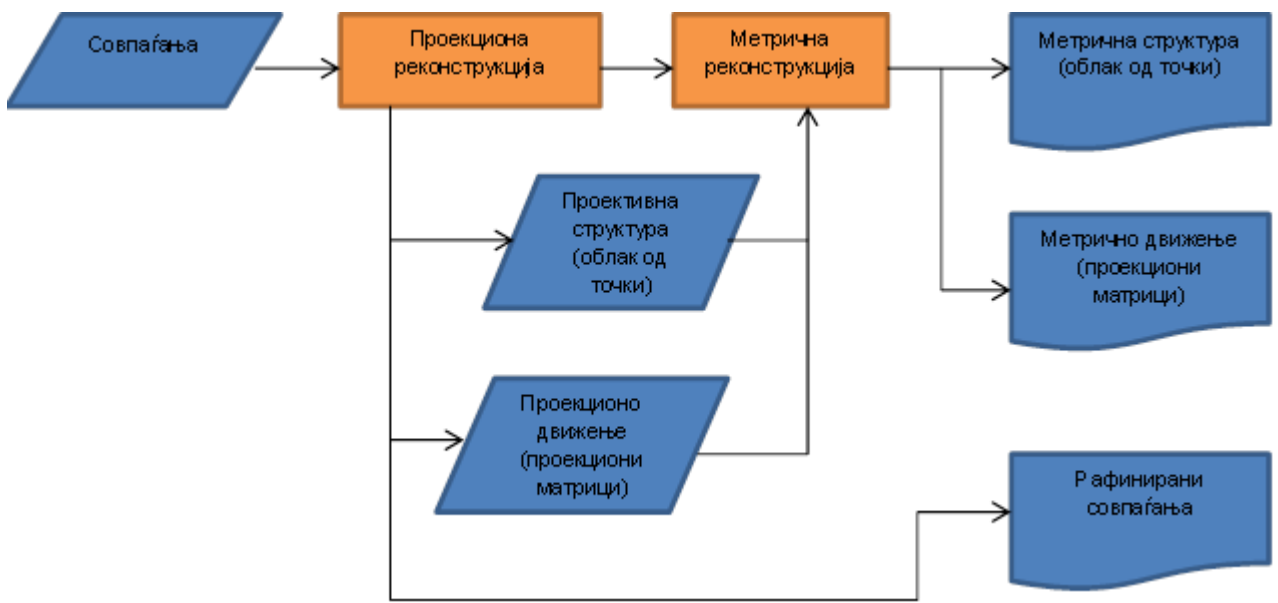 Совпаѓања
Проекциона
реконструкција
Метрична
реконструкција
Метрична структура
(облак од точки)
Проективна
структура
(облак од
точки)
Метрично движење
(проекциони
матрици)
Проекционо
движење
(проекциони
матрици)
Рафинирани
совпаѓања